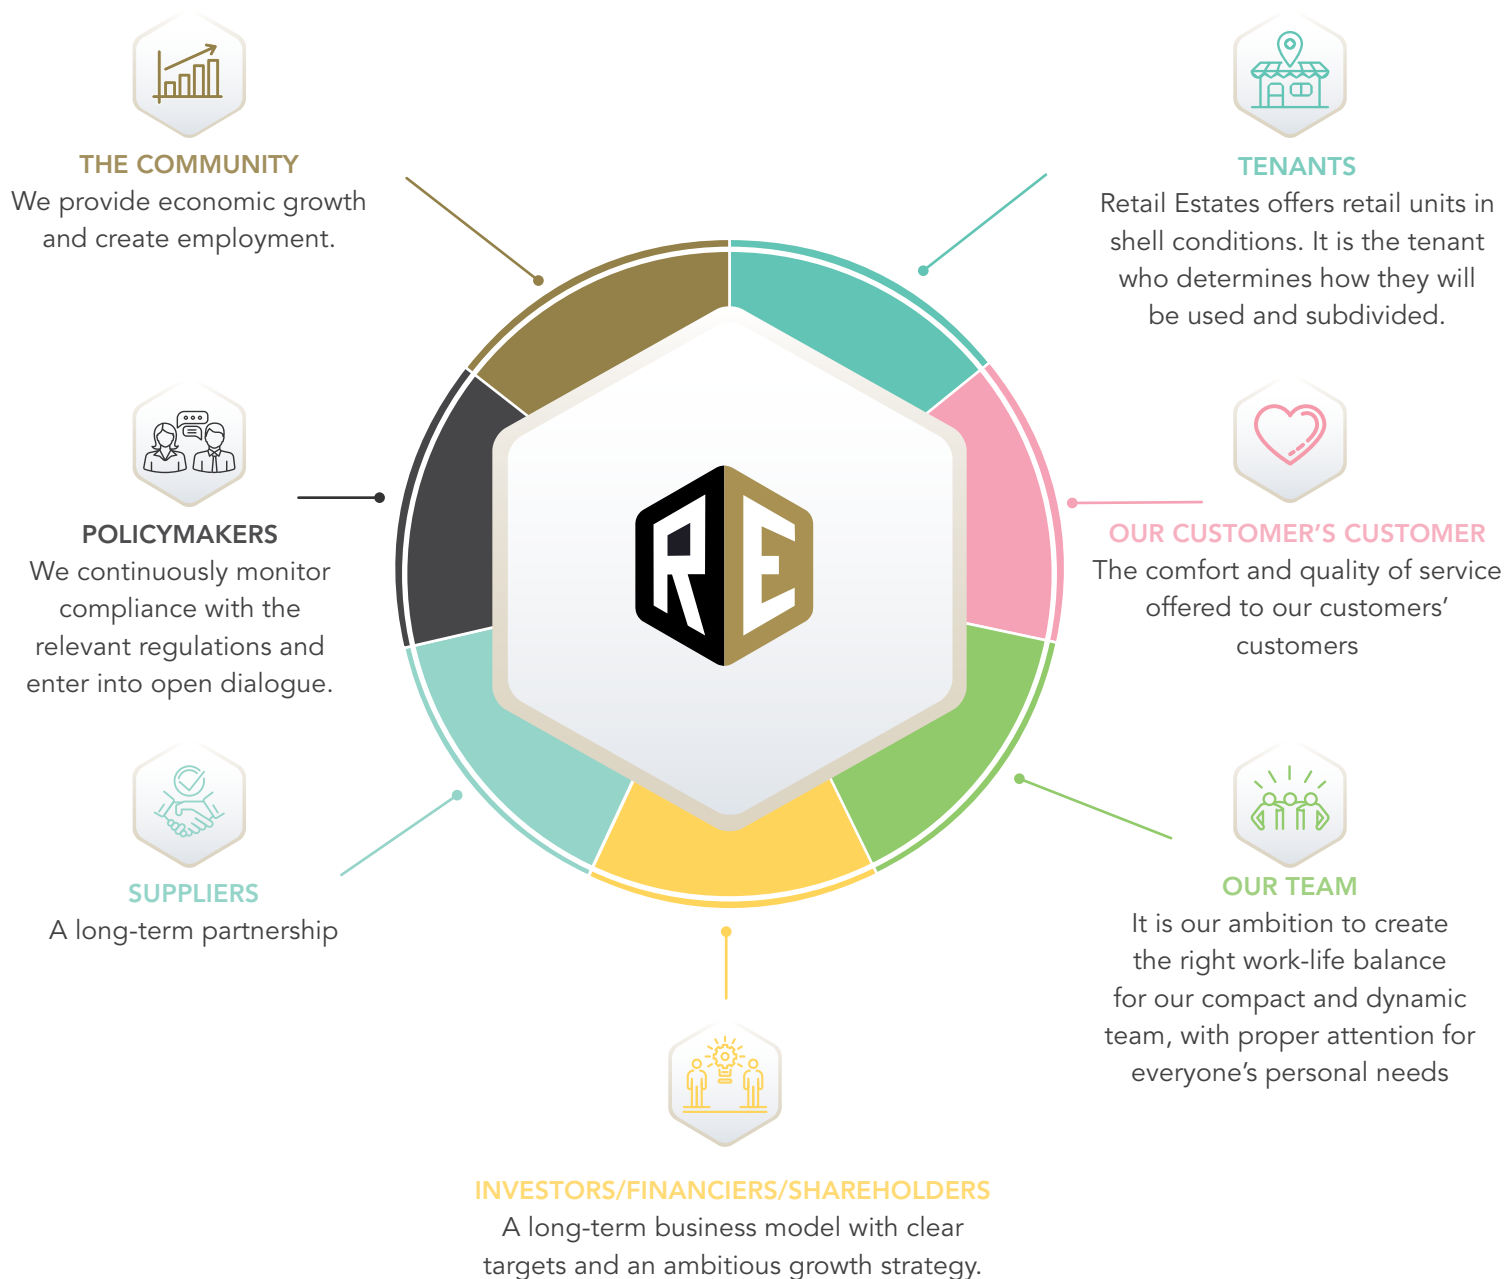 THE COMMUNITY
We provide economic growth
and create employment.
TENANTS
Retail Estates offers retail units in
shell conditions. It is the tenant
who determines how they will
be used and subdivided.
POLICYMAKERS
We continuously monitor
compliance with the
relevant regulations and
enter into open dialogue.
RE
OUR CUSTOMER’S CUSTOMER
The comfort and quality of service
offered to our customers’
customers
SUPPLIERS
A long-term partnership
OUR TEAM
It is our ambition to create
the right work-life balance
for our compact and dynamic
team, with proper attention for
everyone’s personal needs
INVESTORS/FINANCIERS/SHAREHOLDERS
A long-term business model with clear
targets and an ambitious growth strategy.